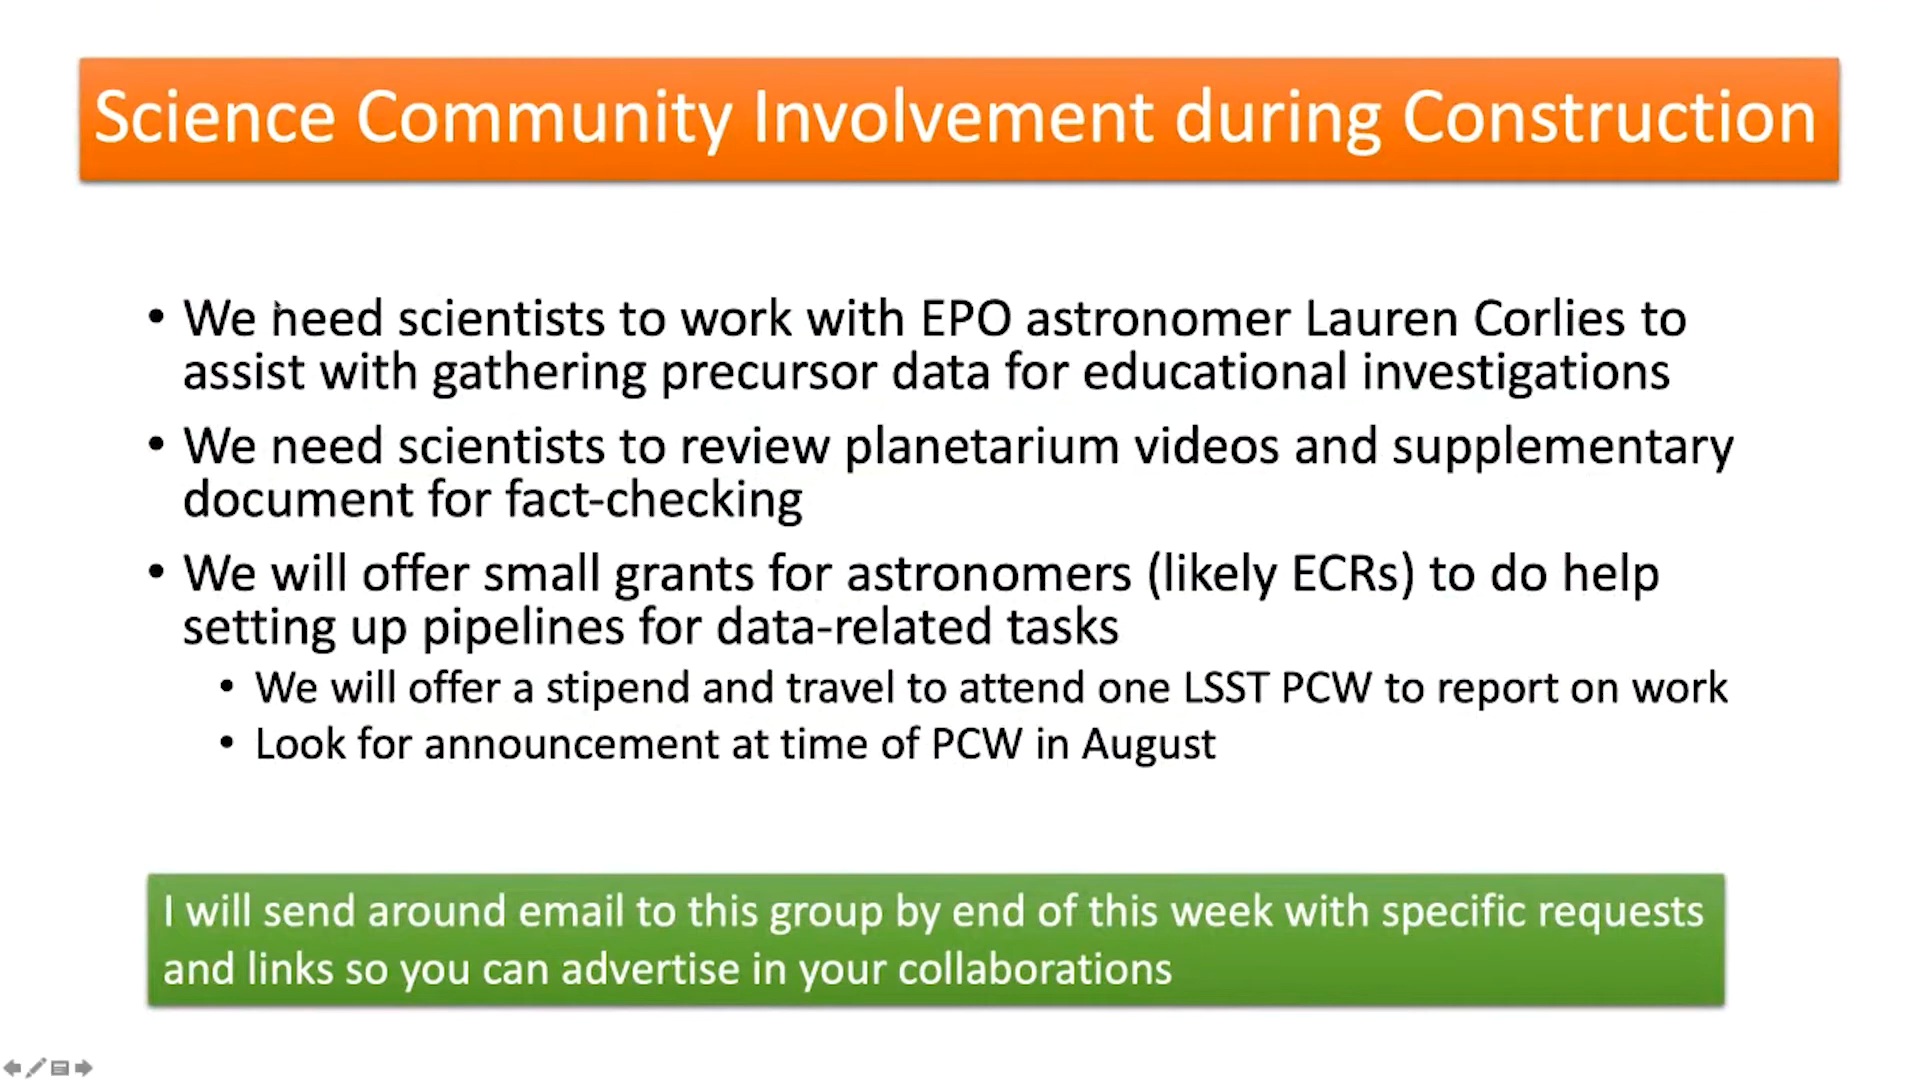 Science Community Involvement during Construction
• We need scientists to work with EPO astronomer Lauren Corlies to
assist with gathering precursor data for educational investigations
• We need scientists to review planetarium videos and supplementary
document for fact-checking
• We will offer small grants for astronomers (likely ECRs) to do help
setting up pipelines for data-related tasks
• We will offer a stipend and travel to attend one LSST PCW to report on work
• Look for announcement at time of PCW in August
I will send around email to this group by end of this week with specific requests
and links so you can advertise in your collaborations